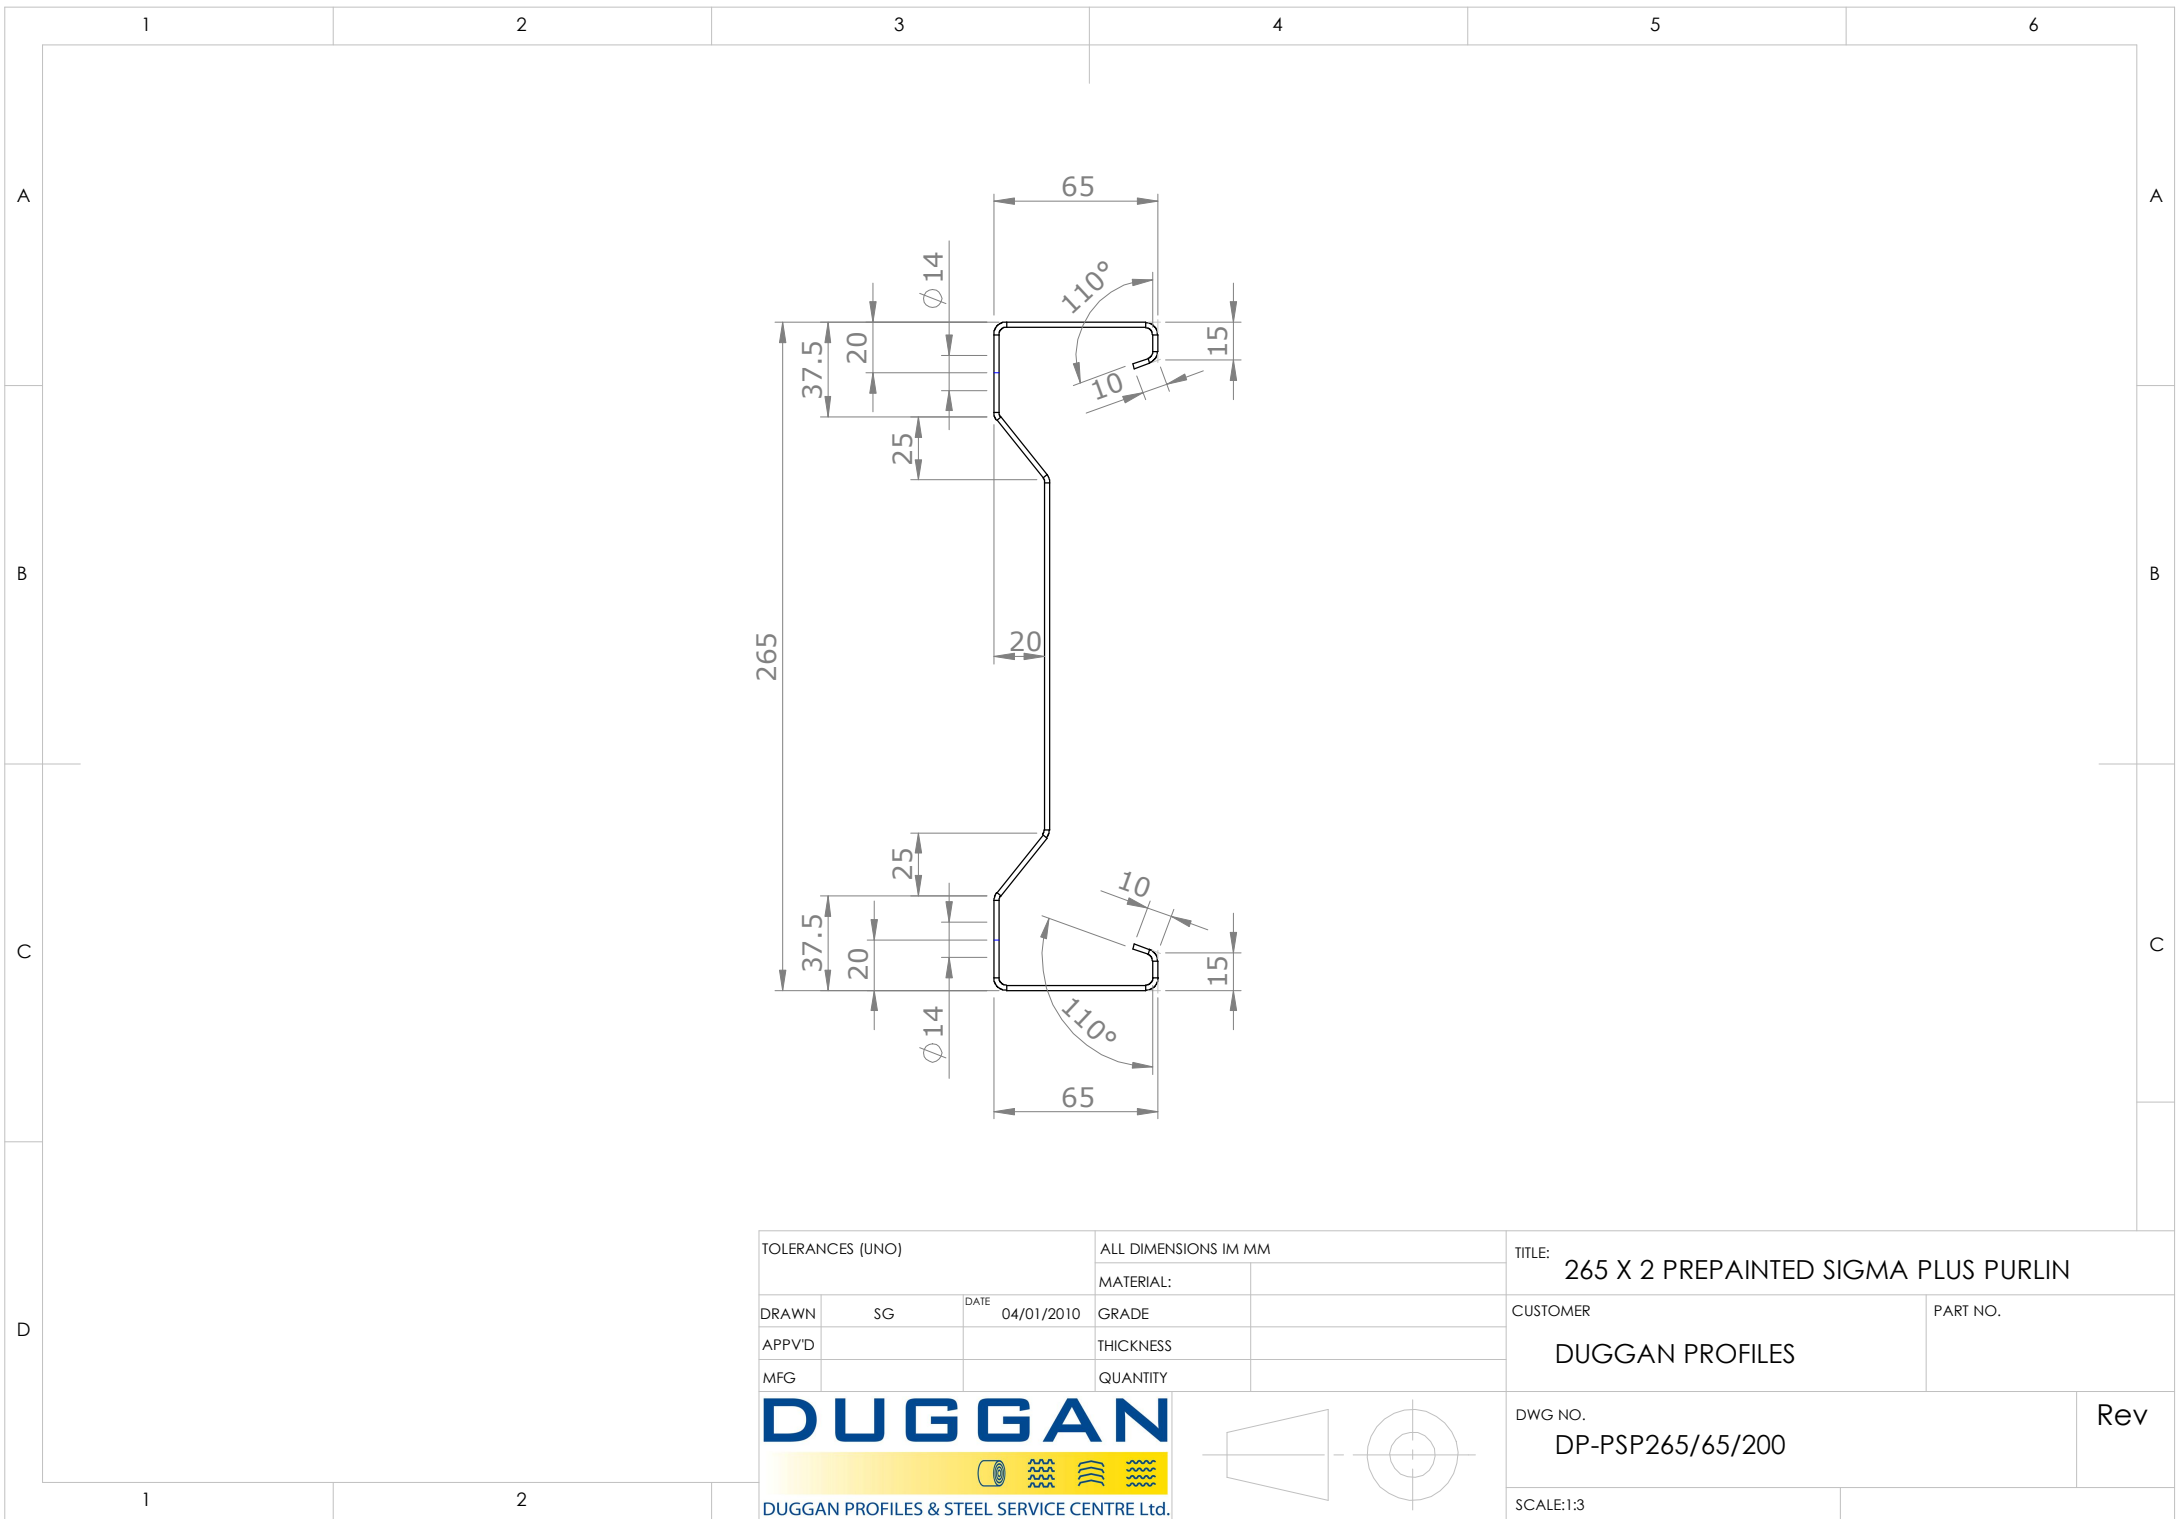 1 2 3 4 5 6
A A
B B
C C
D
1 2
65
⌀14
110°
20
37.5
15
10
25
20
265
25
10
37.5
20
15
⌀14
110°
65
TOLERANCES (UNO)
ALL DIMENSIONS IM MM
MATERIAL:
DRAWN SG DATE 04/01/2010 GRADE
APPV'D THICKNESS
MFG QUANTITY
TITLE: 265 X 2 PREPAINTED SIGMA PLUS PURLIN
CUSTOMER
DUGGAN PROFILES
PART NO.
DUGGAN
DUGGAN PROFILES & STEEL SERVICE CENTRE Ltd.
DWG NO.
DP-PSP265/65/200
Rev
SCALE:1:3